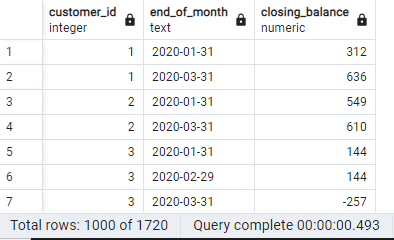 customer_id end_of_month closing_balance
integer text numeric
1 1 2020-01-31 312
2 1 2020-03-31 636
3 2 2020-01-31 549
4 2 2020-03-31 610
5 3 2020-01-31 144
6 3 2020-02-29 144
7 3 2020-03-31 -257
Total rows: 1000 of 1720 Query complete 00:00:00.493